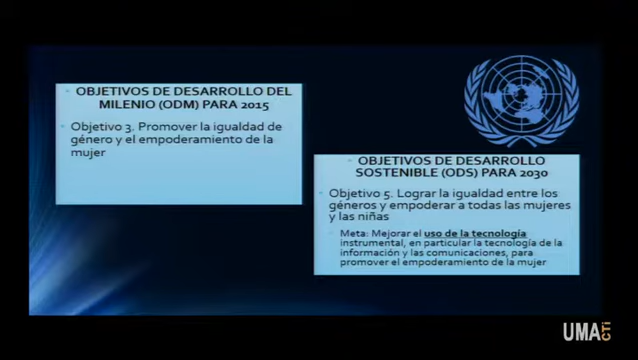 • OBJETIVOS DE DESARROLLO DEL
MILENIO (ODM) PARA 2015
• Objetivo 3. Promover la igualdad de
género y el empoderamiento de la
mujer
• OBJETIVOS DE DESARROLLO
SOSTENIBLE (ODS) PARA 2030
• Objetivo 5. Lograr la igualdad entre los
géneros y empoderar a todas las mujeres
y las niñas
• Meta: Mejorar el uso de la tecnología
instrumental, en particular la tecnología de la
información y las comunicaciones, para
promover el empoderamiento de la mujer
UMA CTi